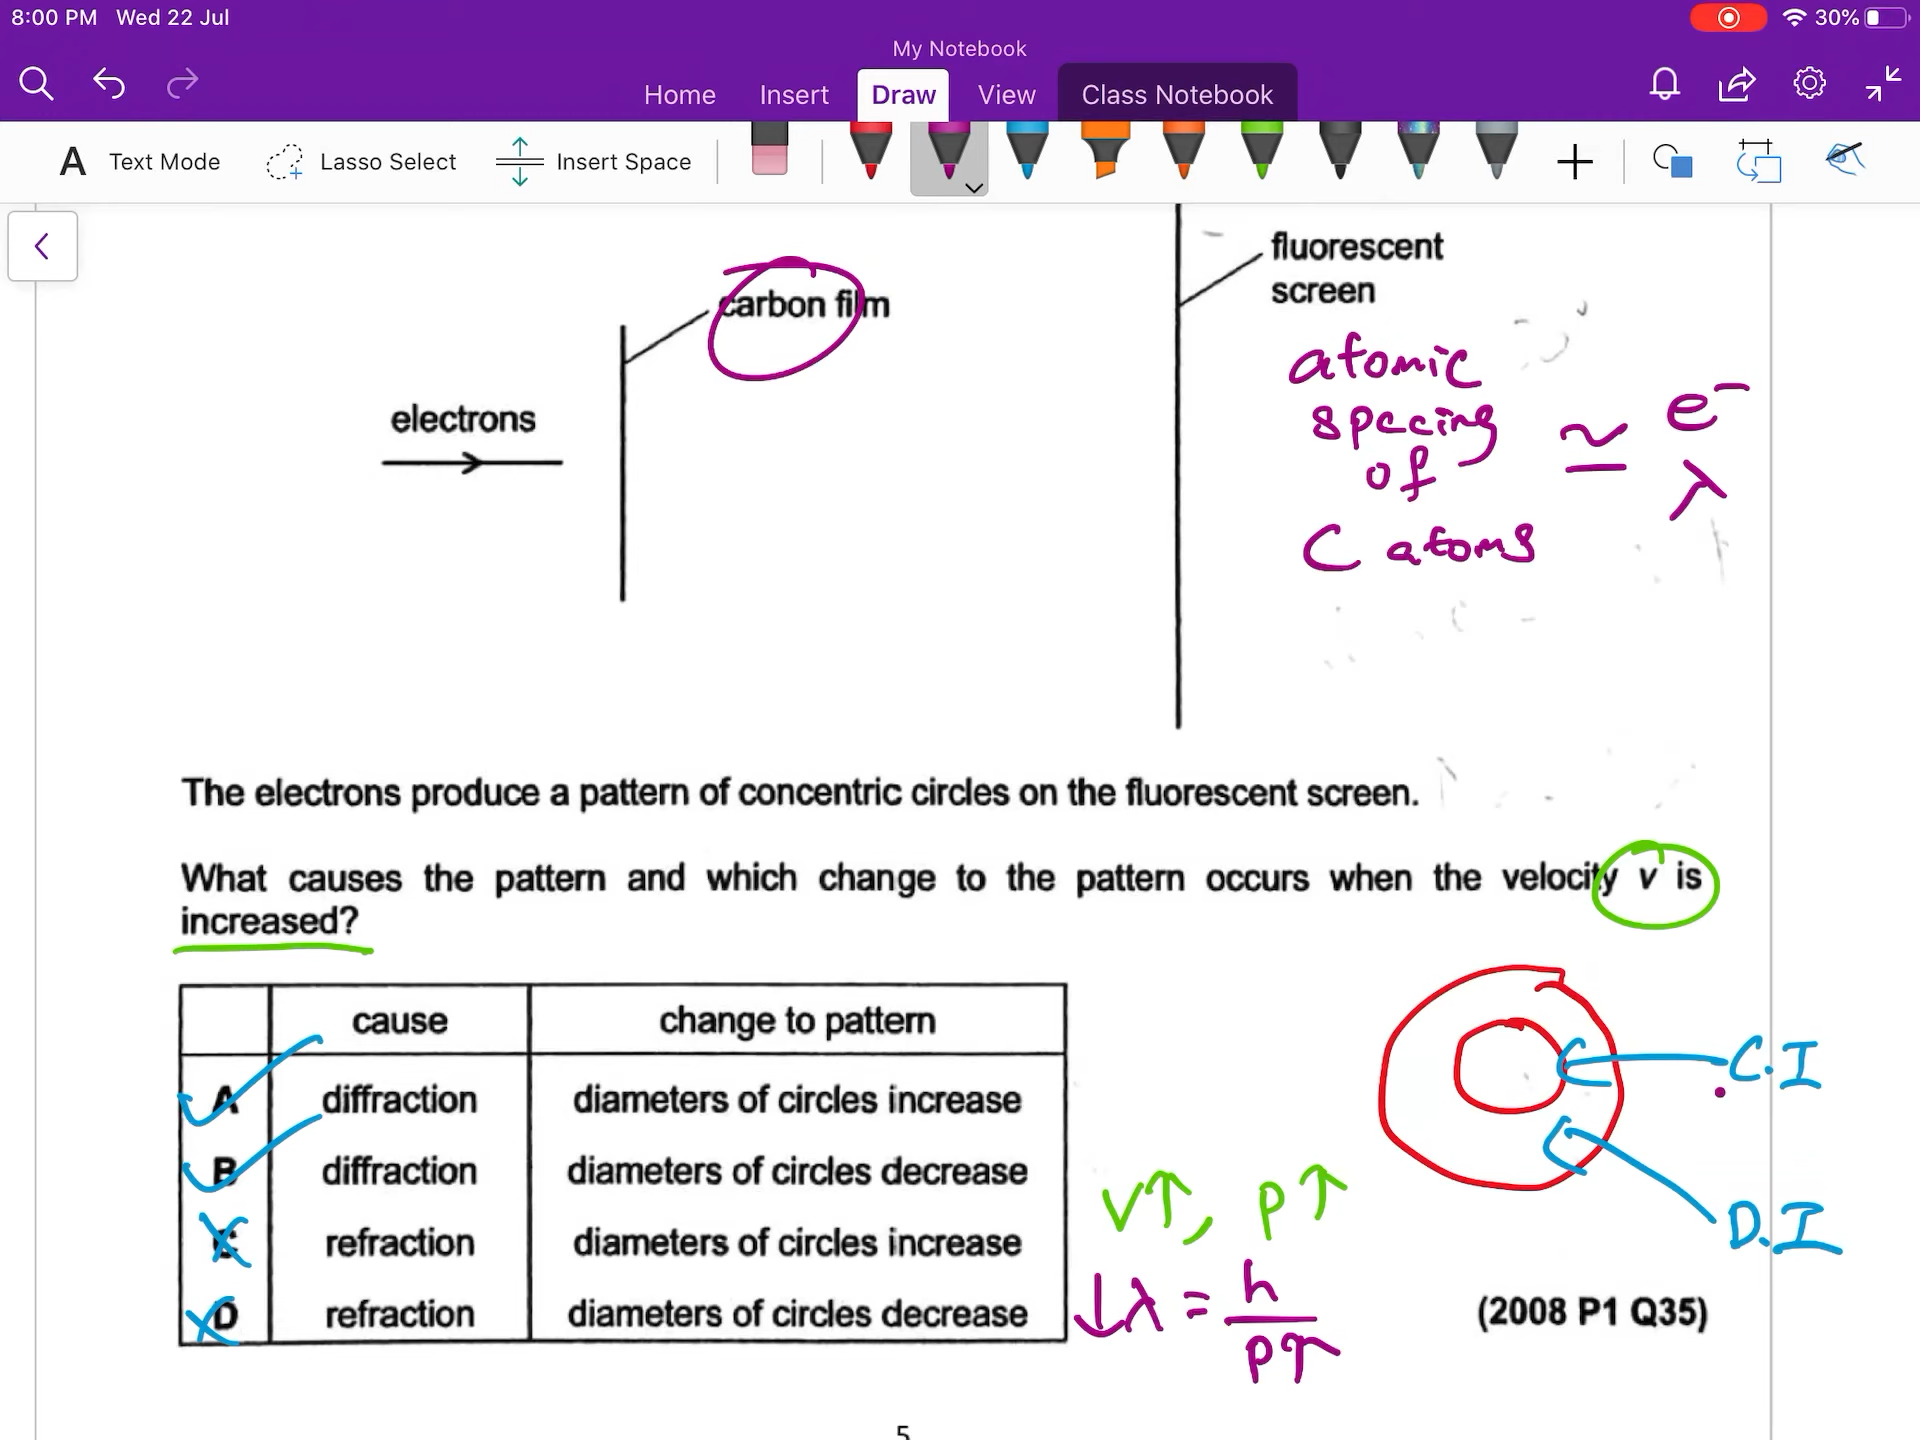 8:00 PM Wed 22 Jul
30%
My Notebook
Home Insert Draw View Class Notebook
A Text Mode Lasso Select Insert Space
fluorescent
screen
carbon film
electrons
atomic
spacing
of
C atoms
≃ e⁻
λ
The electrons produce a pattern of concentric circles on the fluorescent screen.
What causes the pattern and which change to the pattern occurs when the velocity v is
increased?
cause change to pattern
A diffraction diameters of circles increase
B diffraction diameters of circles decrease
C refraction diameters of circles increase
D refraction diameters of circles decrease
C.I
D.I
v↑, p↑
↓λ = h/p↑
(2008 P1 Q35)
5